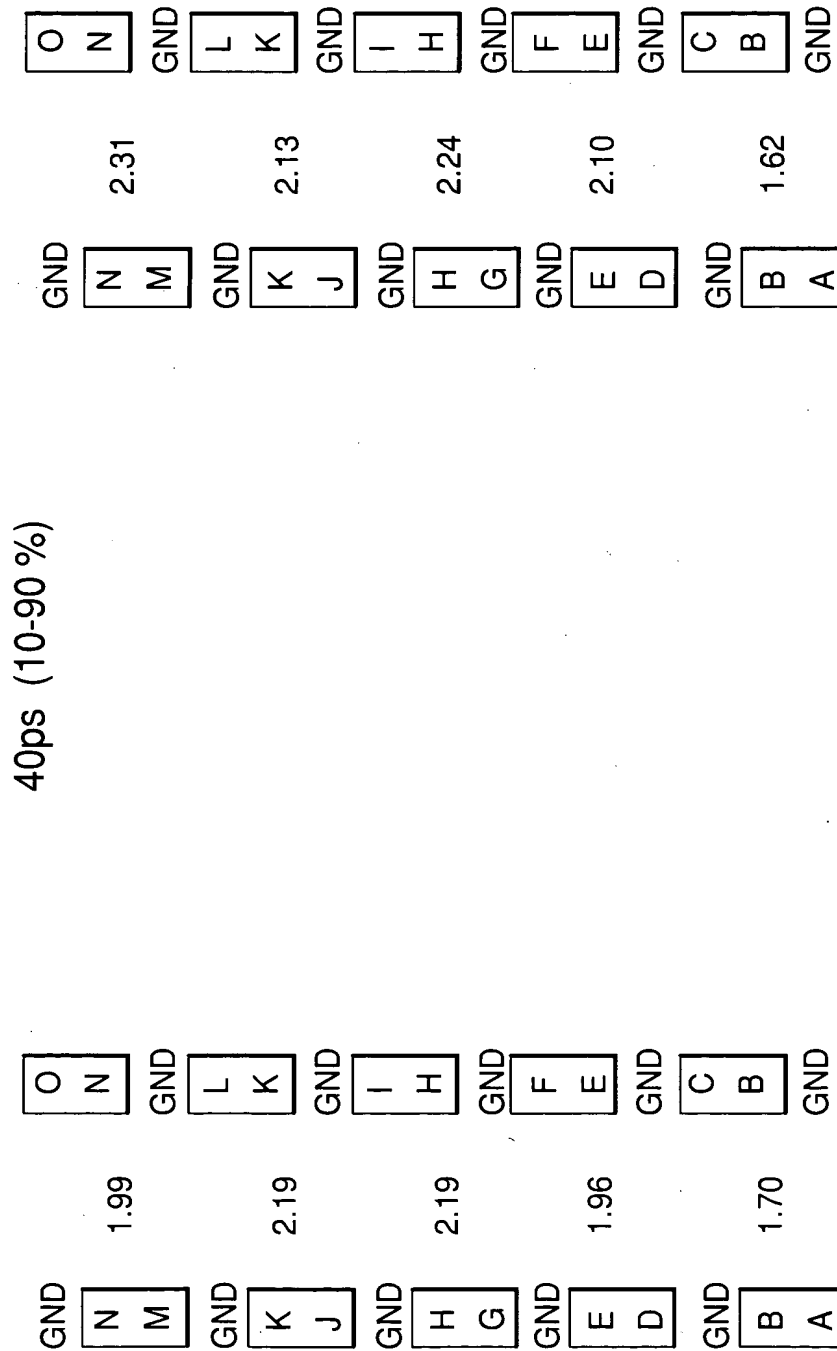 40ps (10-90 %)
GND O GND O
N N N N
1.99 2.31
M GND M GND
GND L GND L
K K K K
2.19 2.13
J GND J GND
GND I GND I
H H H H
2.19 2.24
G GND G GND
GND F GND F
E E E E
1.96 2.10
D GND D GND
GND C GND C
B B B B
1.70 1.62
A GND A GND